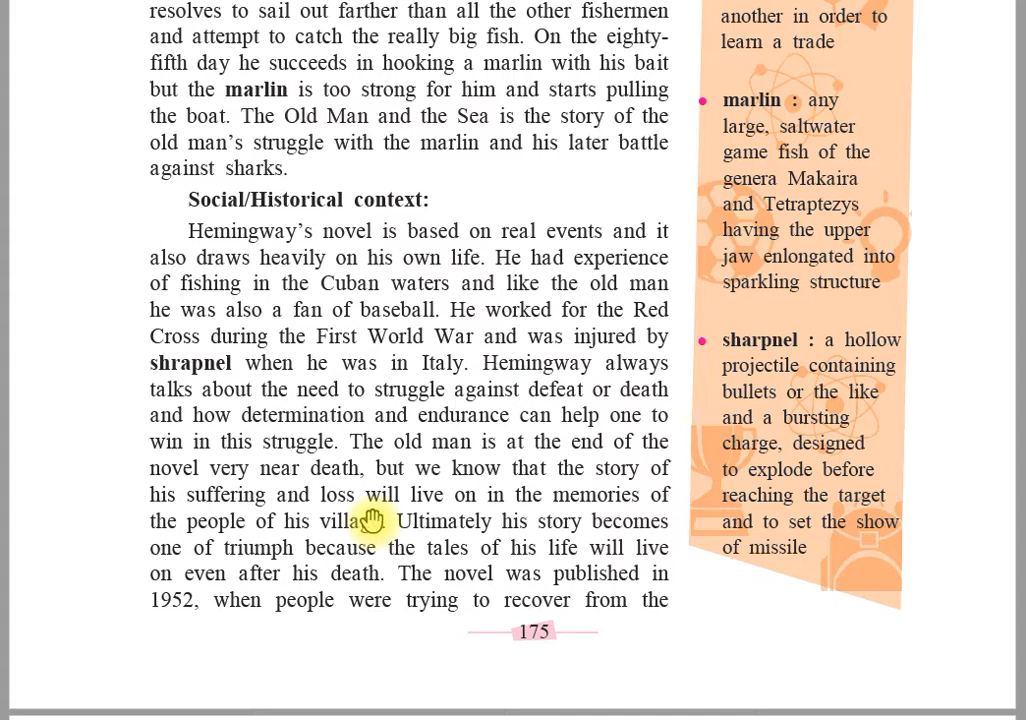 resolves to sail out farther than all the other fishermen
and attempt to catch the really big fish. On the eighty-
fifth day he succeeds in hooking a marlin with his bait
but the marlin is too strong for him and starts pulling
the boat. The Old Man and the Sea is the story of the
old man's struggle with the marlin and his later battle
against sharks.
Social/Historical context:
Hemingway's novel is based on real events and it
also draws heavily on his own life. He had experience
of fishing in the Cuban waters and like the old man
he was also a fan of baseball. He worked for the Red
Cross during the First World War and was injured by
shrapnel when he was in Italy. Hemingway always
talks about the need to struggle against defeat or death
and how determination and endurance can help one to
win in this struggle. The old man is at the end of the
novel very near death, but we know that the story of
his suffering and loss will live on in the memories of
the people of his villa Ultimately his story becomes
one of triumph because the tales of his life will live
on even after his death. The novel was published in
1952, when people were trying to recover from the
175
another in order to
learn a trade
• marlin : any
large, saltwater
game fish of the
genera Makaira
and Tetraptezys
having the upper
jaw enlongated into
sparkling structure
• sharpnel : a hollow
projectile containing
bullets or the like
and a bursting
charge, designed
to explode before
reaching the target
and to set the show
of missile